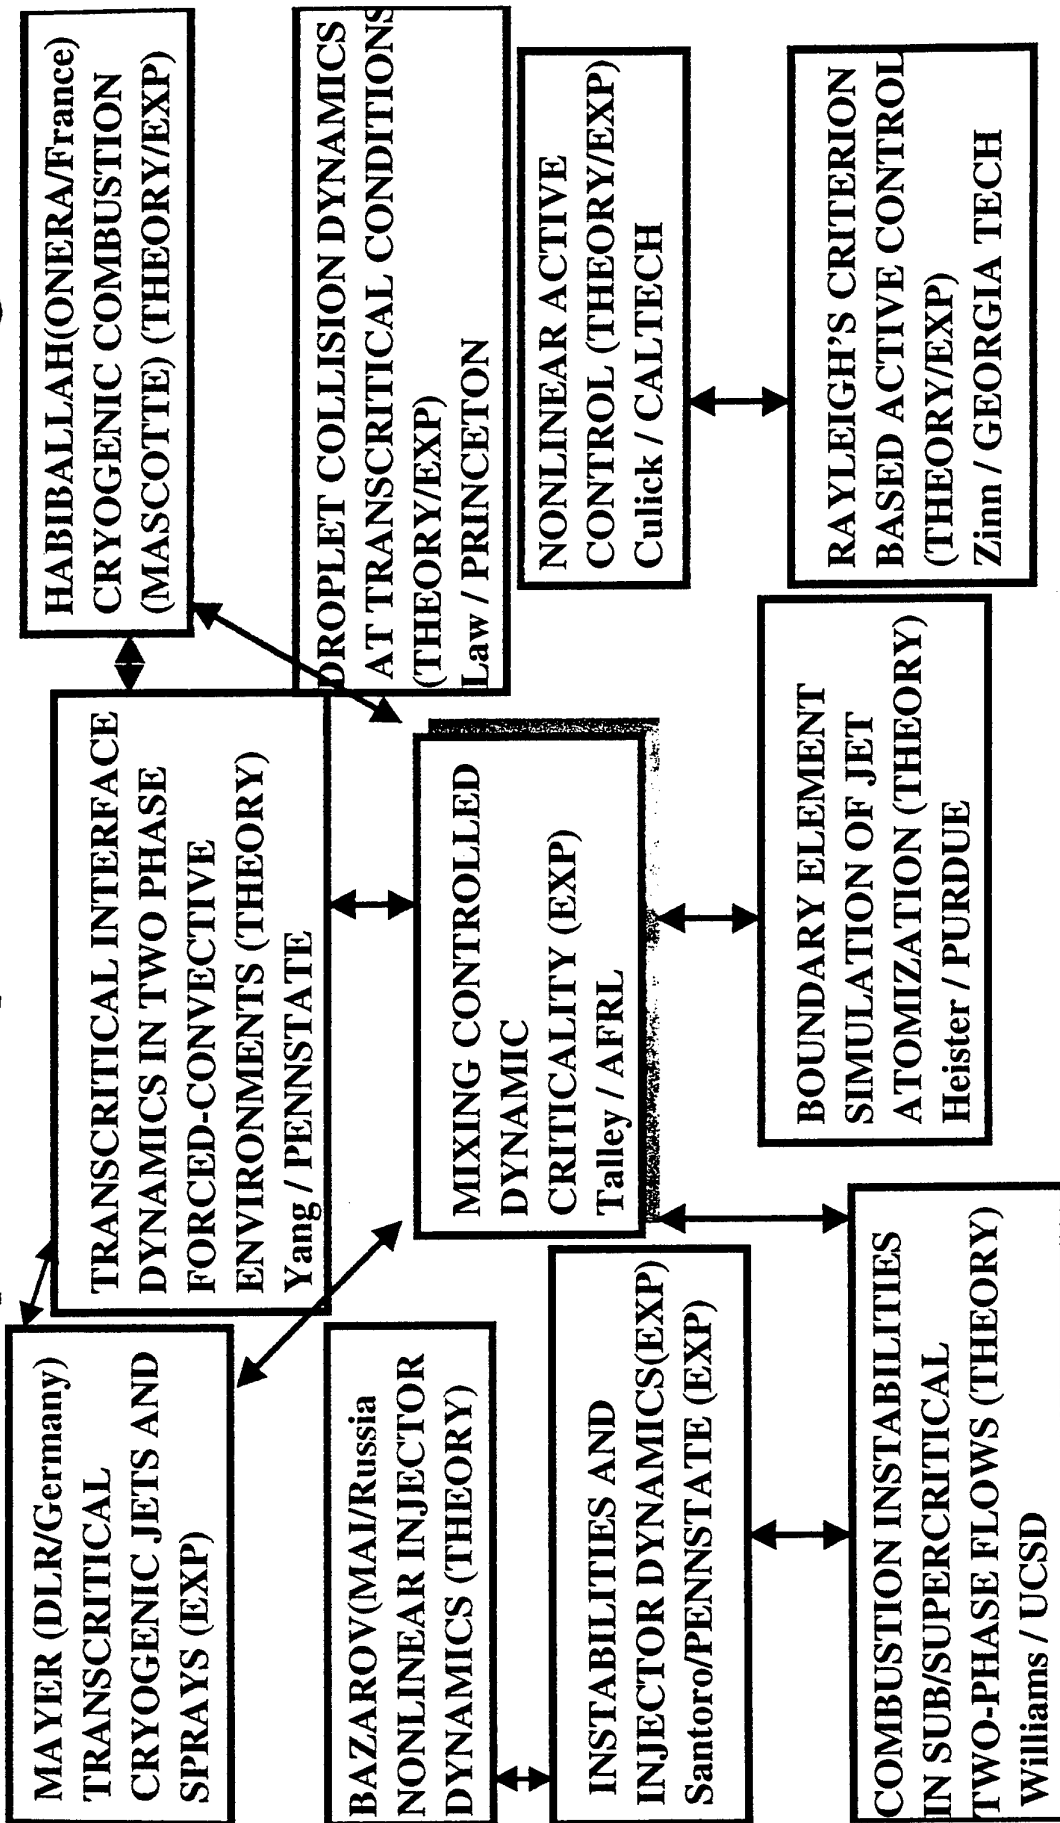 MAYER (DLR/Germany)
TRANSCRITICAL
CRYOGENIC JETS AND
SPRAYS (EXP)
TRANSCRITICAL INTERFACE
DYNAMICS IN TWO PHASE
FORCED-CONVECTIVE
ENVIRONMENTS (THEORY)
Yang / PENNSTATE
HABIBALLAH(ONERA/France)
CRYOGENIC COMBUSTION
(MASCOTTE) (THEORY/EXP)
BAZAROV(MAI/Russia
NONLINEAR INJECTOR
DYNAMICS (THEORY)
MIXING CONTROLLED
DYNAMIC
CRITICALITY (EXP)
Talley / AFRL
DROPLET COLLISION DYNAMICS
AT TRANSCRITICAL CONDITIONS
(THEORY/EXP)
Law / PRINCETON
INSTABILITIES AND
INJECTOR DYNAMICS(EXP)
Santoro/PENNSTATE (EXP)
NONLINEAR ACTIVE
CONTROL (THEORY/EXP)
Culick / CALTECH
COMBUSTION INSTABILITIES
IN SUB/SUPERCRITICAL
TWO-PHASE FLOWS (THEORY)
Williams / UCSD
BOUNDARY ELEMENT
SIMULATION OF JET
ATOMIZATION (THEORY)
Heister / PURDUE
RAYLEIGH'S CRITERION
BASED ACTIVE CONTROL
(THEORY/EXP)
Zinn / GEORGIA TECH